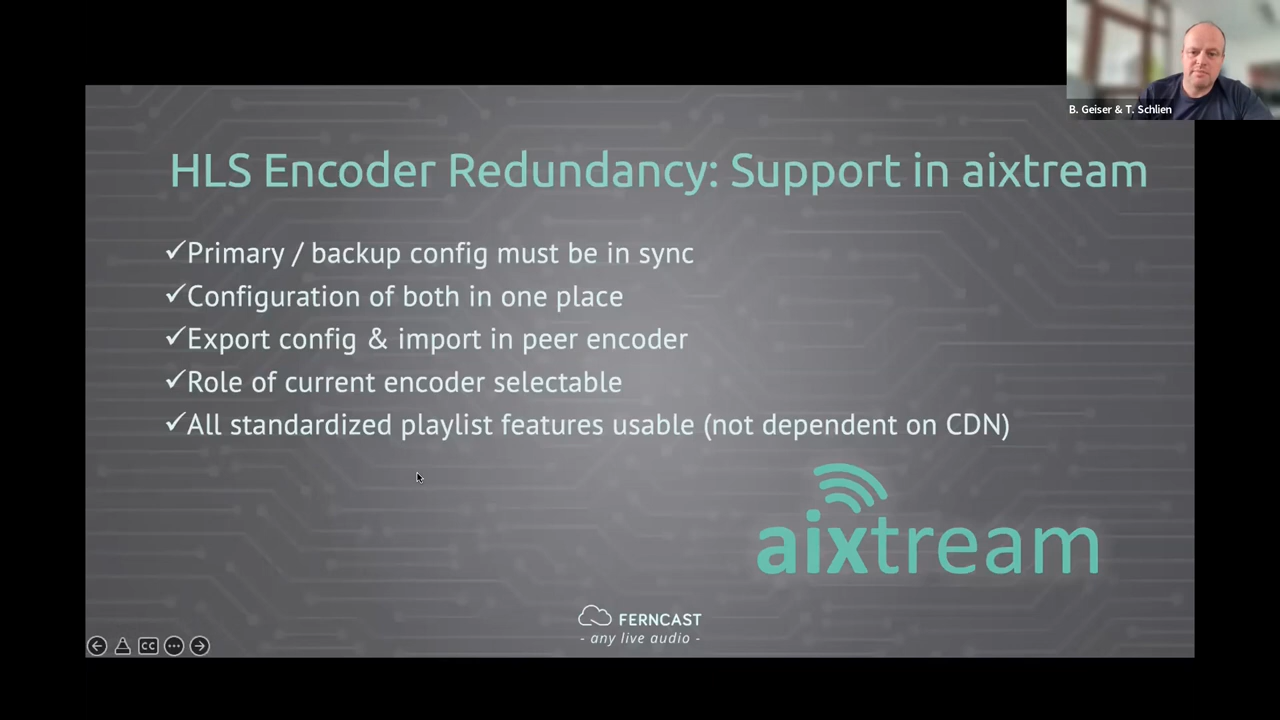 B. Geiser & T. Schlien
HLS Encoder Redundancy: Support in aixtream
✓Primary / backup config must be in sync
✓Configuration of both in one place
✓Export config & import in peer encoder
✓Role of current encoder selectable
✓All standardized playlist features usable (not dependent on CDN)
aixtream
FERNCAST
- any live audio -
CC